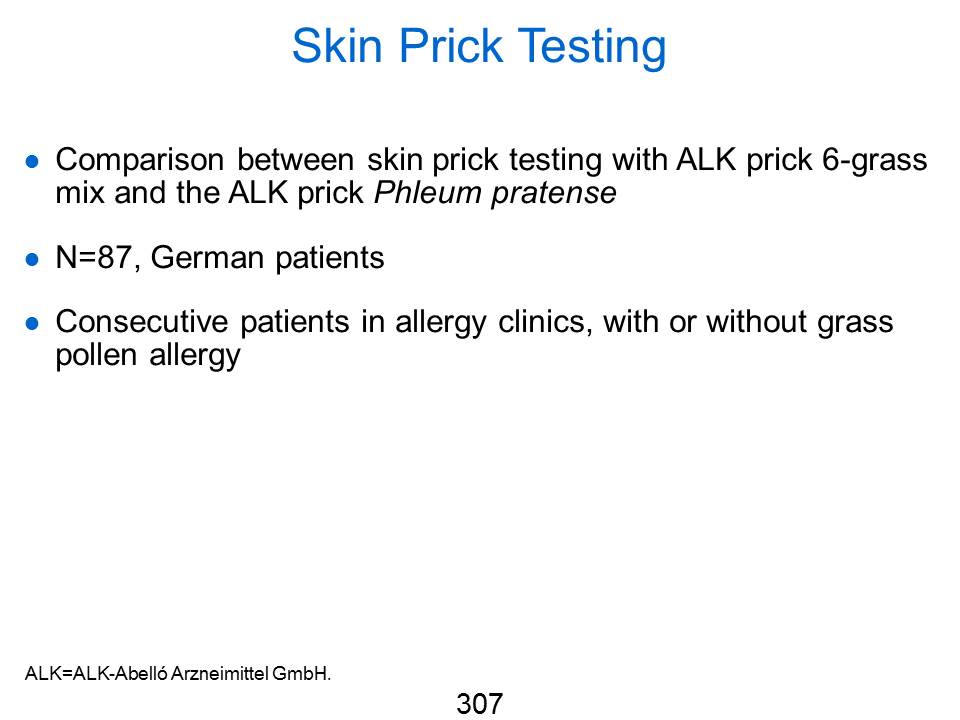 Skin Prick Testing
● Comparison between skin prick testing with ALK prick 6-grass
mix and the ALK prick Phleum pratense
● N=87, German patients
● Consecutive patients in allergy clinics, with or without grass
pollen allergy
ALK=ALK-Abelló Arzneimittel GmbH.
307